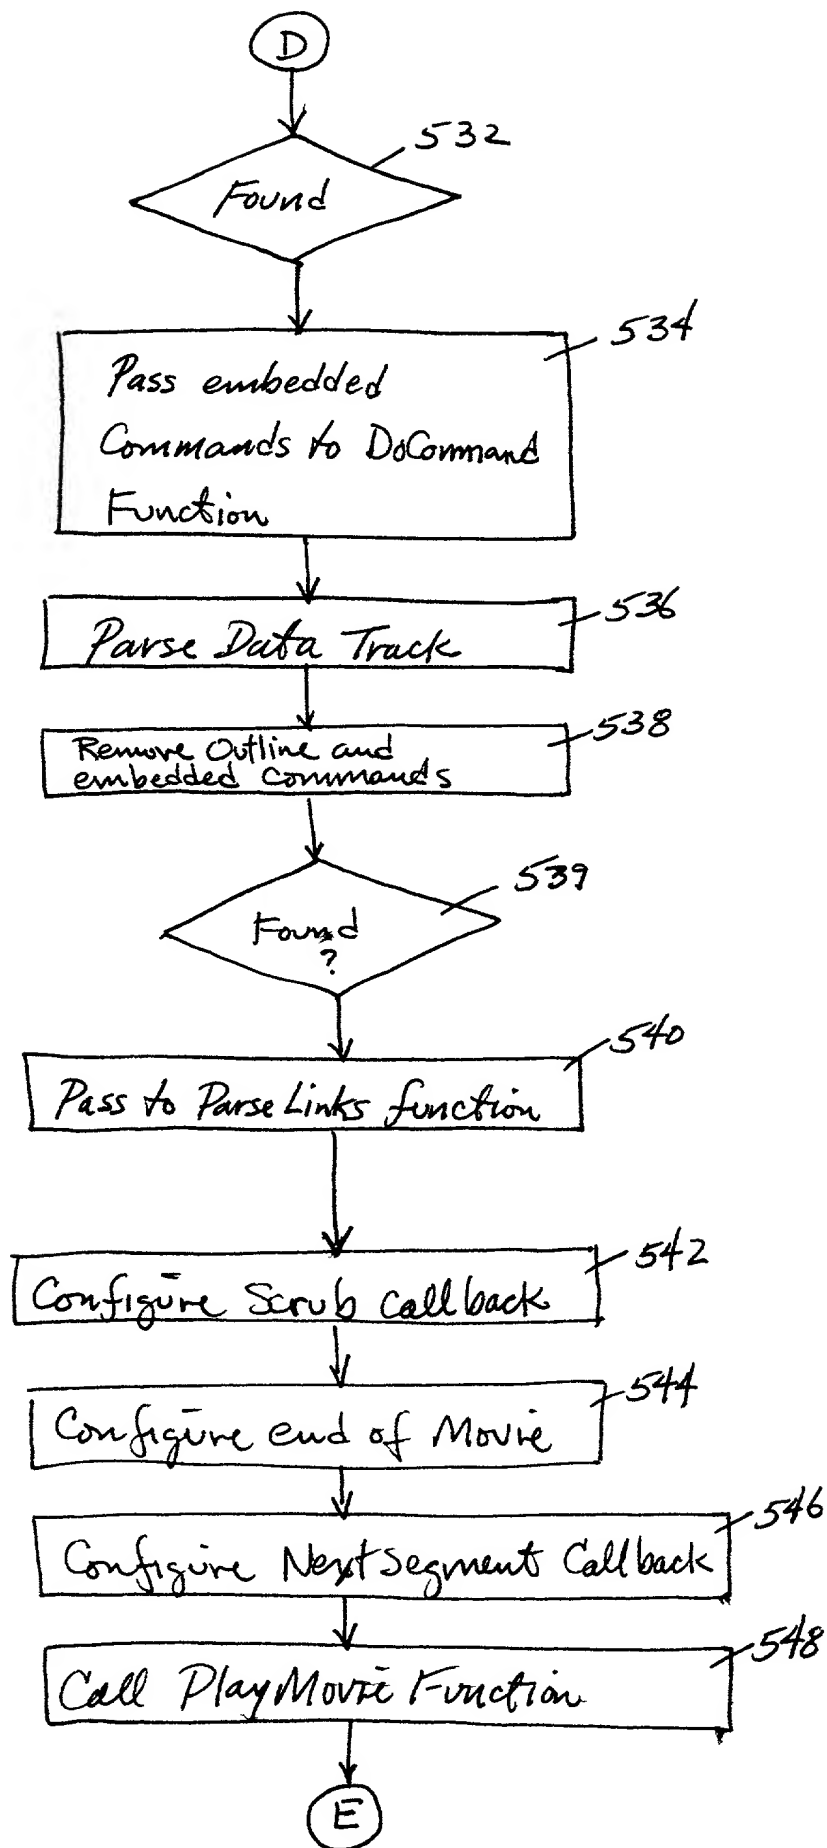 D
532
Found
534
Pass embedded
Commands to DoCommand
Function
536
Parse Data Track
538
Remove Outline and
embedded Commands
539
Found
?
540
Pass to Parse Links function
542
Configure Scrub Callback
544
Configure end of Movie
546
Configure Nextsegment Callback
548
Call PlayMovie Function
E